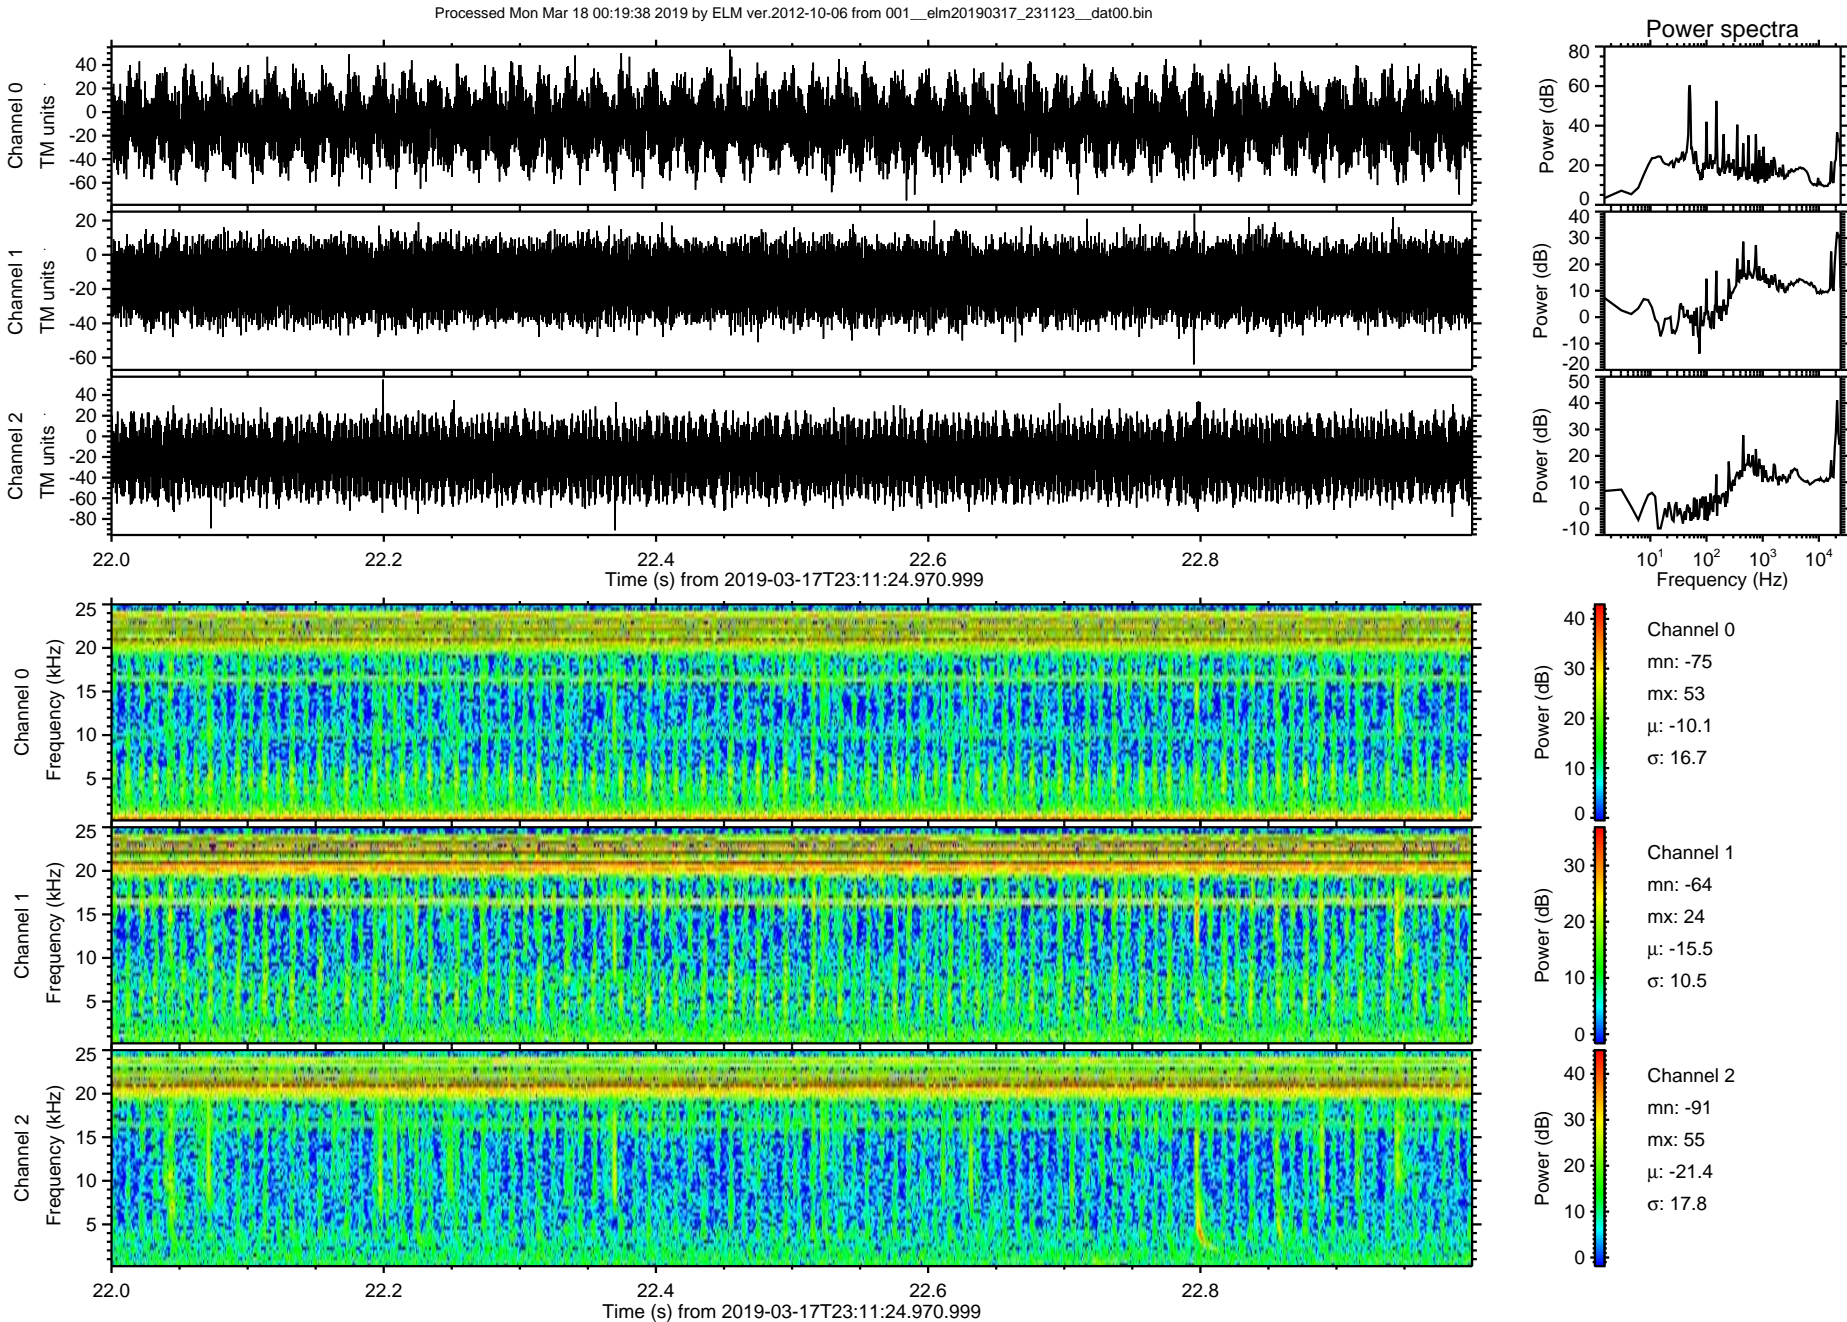 Processed Mon Mar 18 00:19:38 2019 by ELM ver.2012-10-06 from 001__elm20190317_231123__dat00.bin
Power spectra
Channel 0
TM units
40
20
0
-20
-40
-60
Power (dB)
80
60
40
20
0
Channel 1
TM units
20
0
-20
-40
-60
Power (dB)
40
30
20
10
0
-10
-20
Channel 2
TM units
40
20
0
-20
-40
-60
-80
Power (dB)
50
40
30
20
10
0
-10
22.0 22.2 22.4 22.6 22.8
Time (s) from 2019-03-17T23:11:24.970.999
10^1 10^2 10^3 10^4
Frequency (Hz)
Channel 0
Frequency (kHz)
25
20
15
10
5
Power (dB)
40
30
20
10
0
Channel 0
mn: -75
mx: 53
μ: -10.1
σ: 16.7
Channel 1
Frequency (kHz)
25
20
15
10
5
Power (dB)
30
20
10
0
Channel 1
mn: -64
mx: 24
μ: -15.5
σ: 10.5
Channel 2
Frequency (kHz)
25
20
15
10
5
Power (dB)
40
30
20
10
0
Channel 2
mn: -91
mx: 55
μ: -21.4
σ: 17.8
22.0 22.2 22.4 22.6 22.8
Time (s) from 2019-03-17T23:11:24.970.999